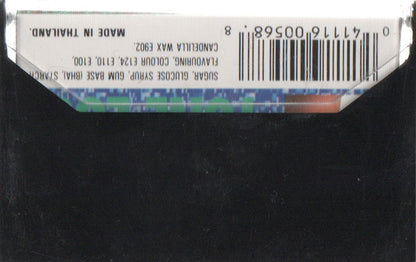 SUGAR, GLUCOSE SYRUP, GUM BASE (BHA), STARCH
FLAVOURING, COLOUR E124, E110, E100,
CANDELILLA WAX E902.
MADE IN THAILAND.
0 41116 00568 8